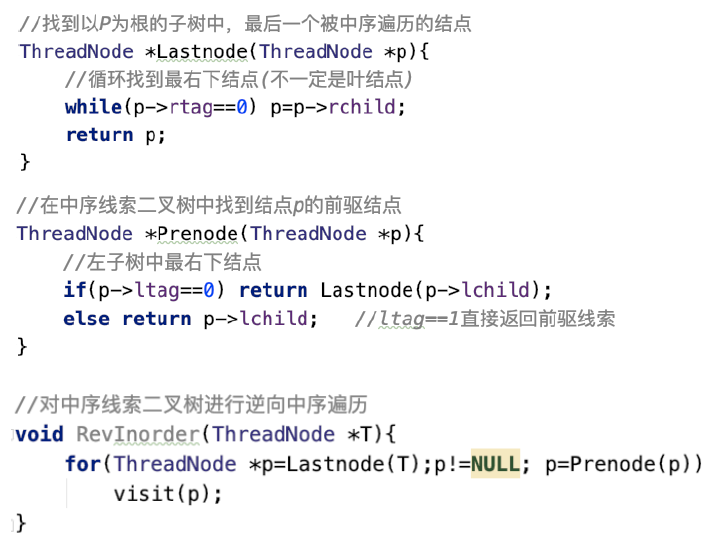 //找到以P为根的子树中，最后一个被中序遍历的结点
ThreadNode *Lastnode(ThreadNode *p){
    //循环找到最右下结点(不一定是叶结点)
    while(p->rtag==0) p=p->rchild;
    return p;
}
//在中序线索二叉树中找到结点p的前驱结点
ThreadNode *Prenode(ThreadNode *p){
    //左子树中最右下结点
    if(p->ltag==0) return Lastnode(p->lchild);
    else return p->lchild;   //ltag==1直接返回前驱线索
}
//对中序线索二叉树进行逆向中序遍历
void RevInorder(ThreadNode *T){
    for(ThreadNode *p=Lastnode(T);p!=NULL; p=Prenode(p))
        visit(p);
}